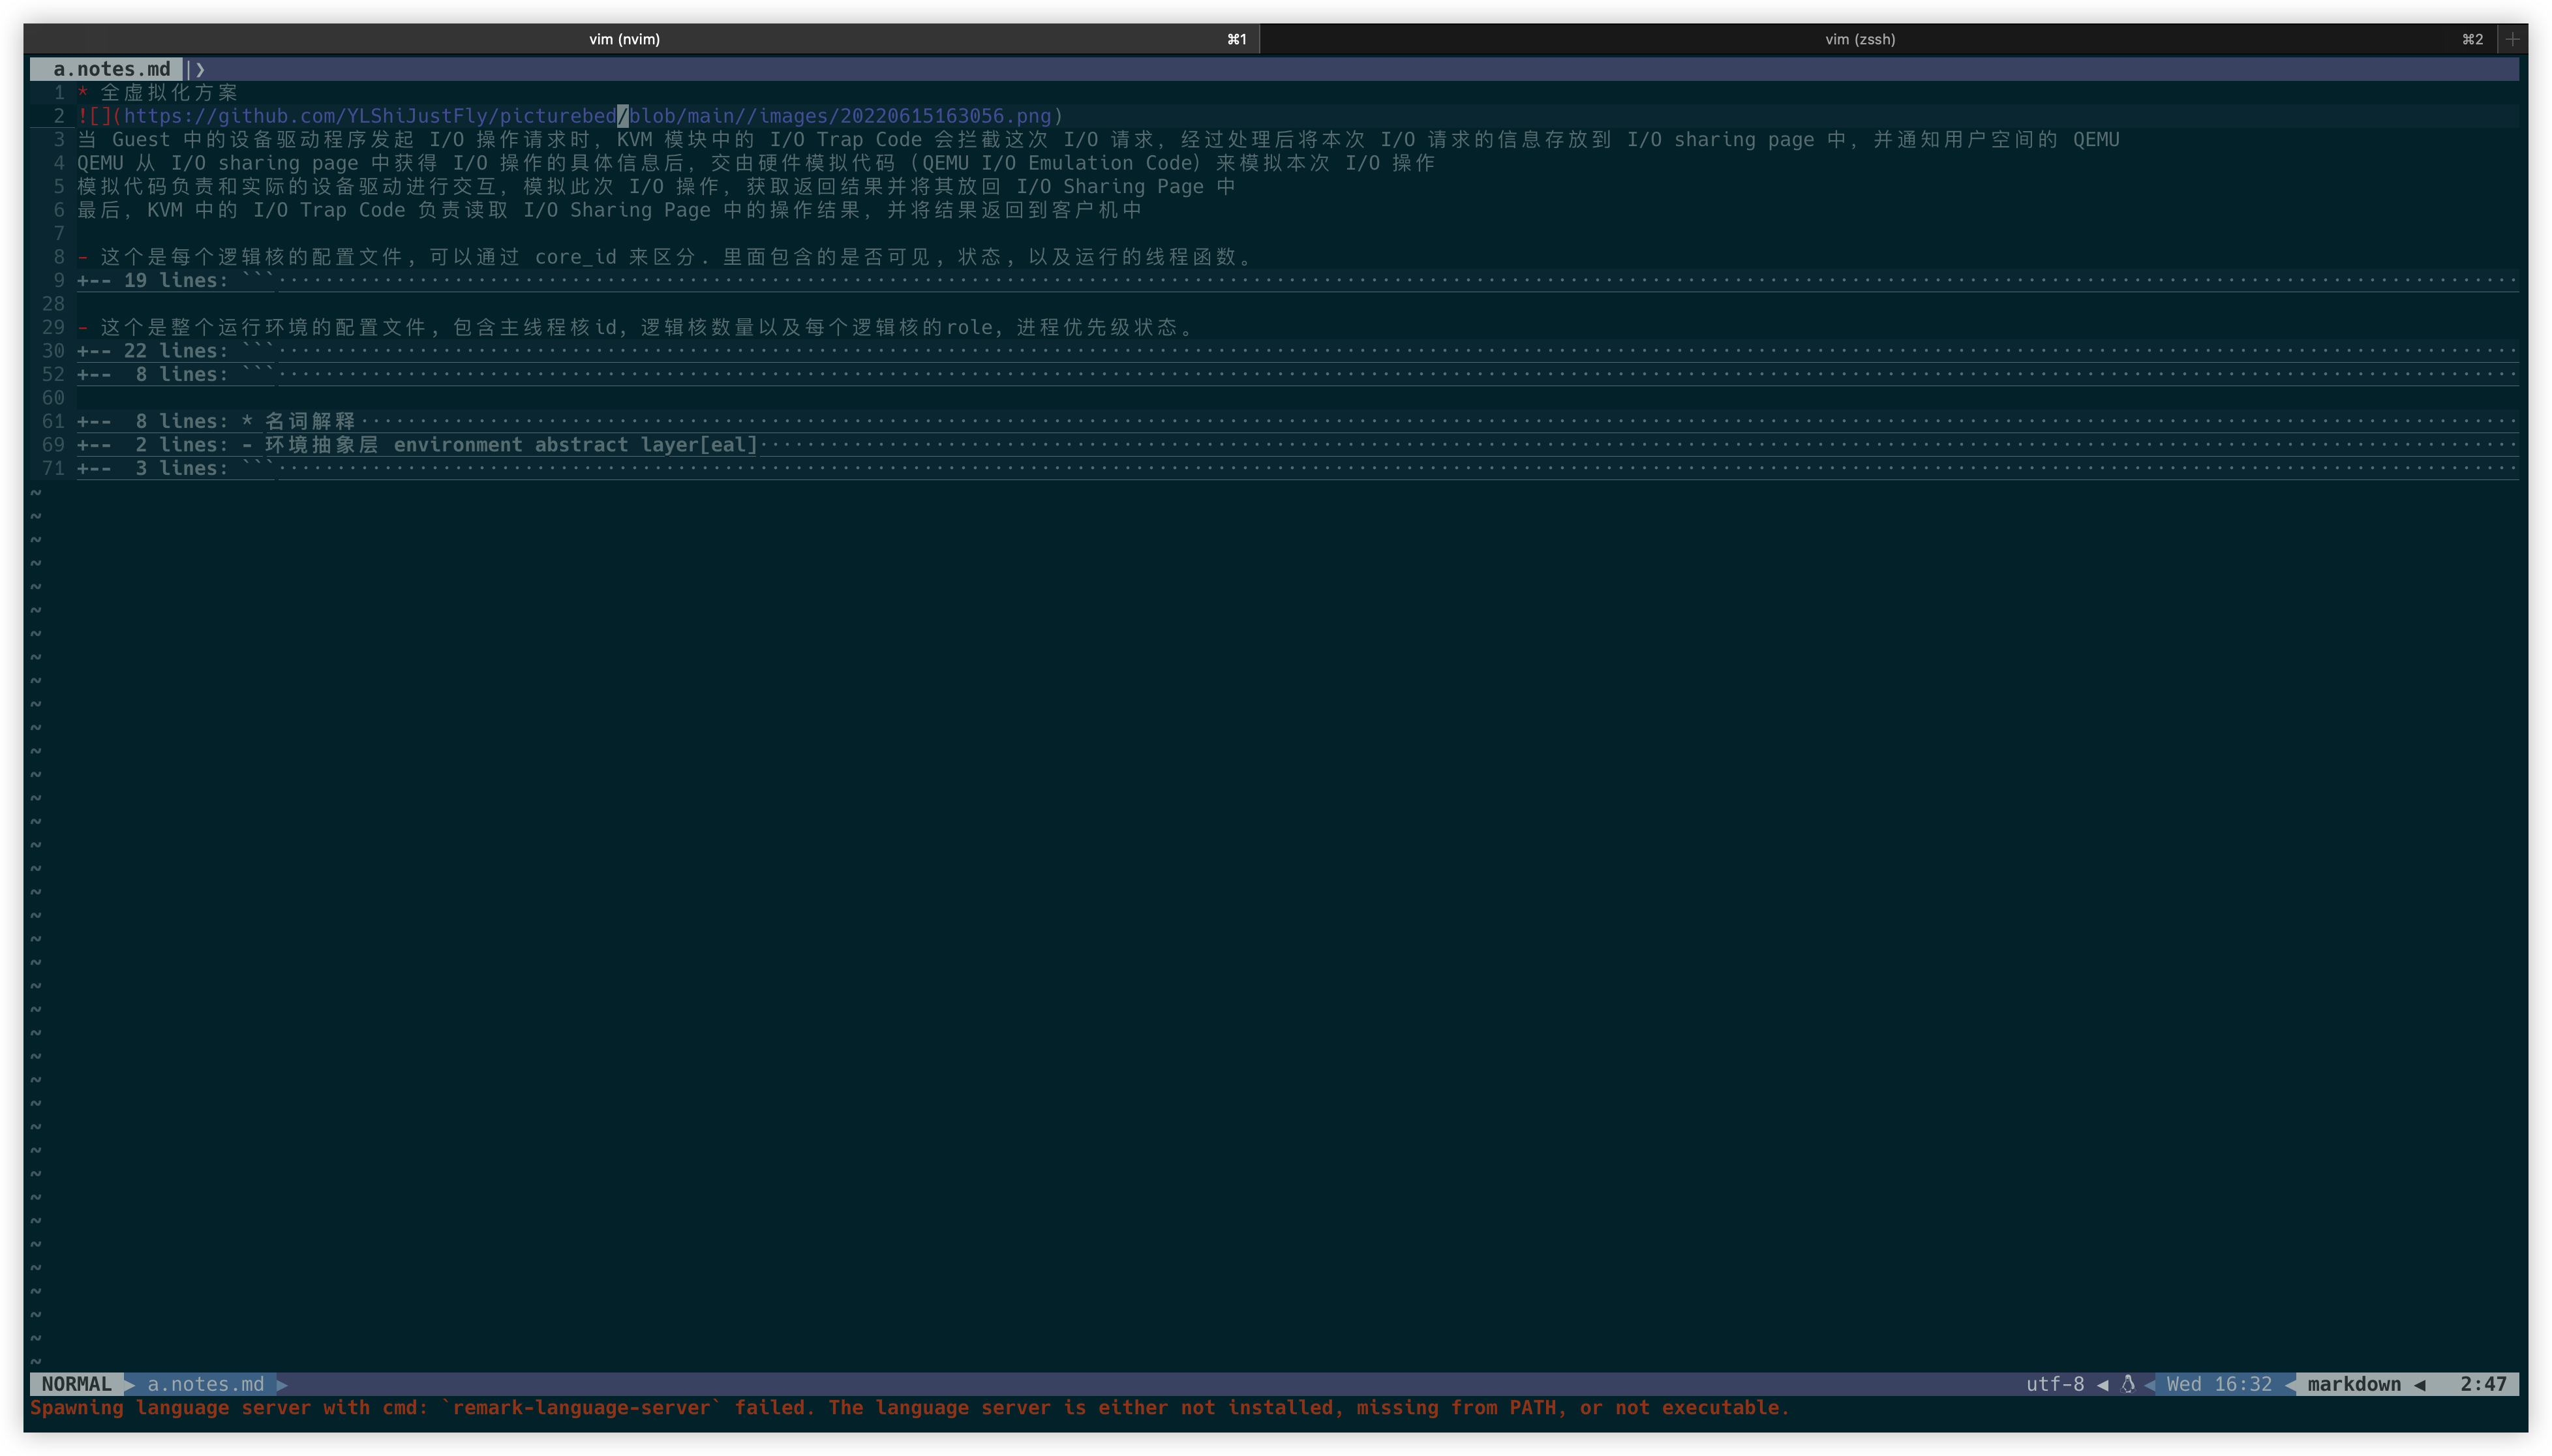 vim (nvim) ⌘1 vim (zssh) ⌘2 +
a.notes.md |❯
1 * 全虚拟化方案
2 ![](https://github.com/YLShiJustFly/picturebed/blob/main//images/20220615163056.png)
3 当 Guest 中的设备驱动程序发起 I/O 操作请求时, KVM 模块中的 I/O Trap Code 会拦截这次 I/O 请求, 经过处理后将本次 I/O 请求的信息存放到 I/O sharing page 中, 并通知用户空间的 QEMU
4 QEMU 从 I/O sharing page 中获得 I/O 操作的具体信息后, 交由硬件模拟代码 (QEMU I/O Emulation Code) 来模拟本次 I/O 操作
5 模拟代码负责和实际的设备驱动进行交互, 模拟此次 I/O 操作, 获取返回结果并将其放回 I/O Sharing Page 中
6 最后, KVM 中的 I/O Trap Code 负责读取 I/O Sharing Page 中的操作结果, 并将结果返回到客户机中
7
8 - 这个是每个逻辑核的配置文件, 可以通过 core_id 来区分. 里面包含的是否可见, 状态, 以及运行的线程函数。
9 +-- 19 lines: ```
28
29 - 这个是整个运行环境的配置文件, 包含主线程核id, 逻辑核数量以及每个逻辑核的role, 进程优先级状态。
30 +-- 22 lines: ```
52 +-- 8 lines: ```
60
61 +-- 8 lines: * 名词解释
69 +-- 2 lines: - 环境抽象层 environment abstract layer[eal]
71 +-- 3 lines: ```
NORMAL a.notes.md utf-8 Wed 16:32 markdown 2:47
Spawning language server with cmd: `remark-language-server` failed. The language server is either not installed, missing from PATH, or not executable.